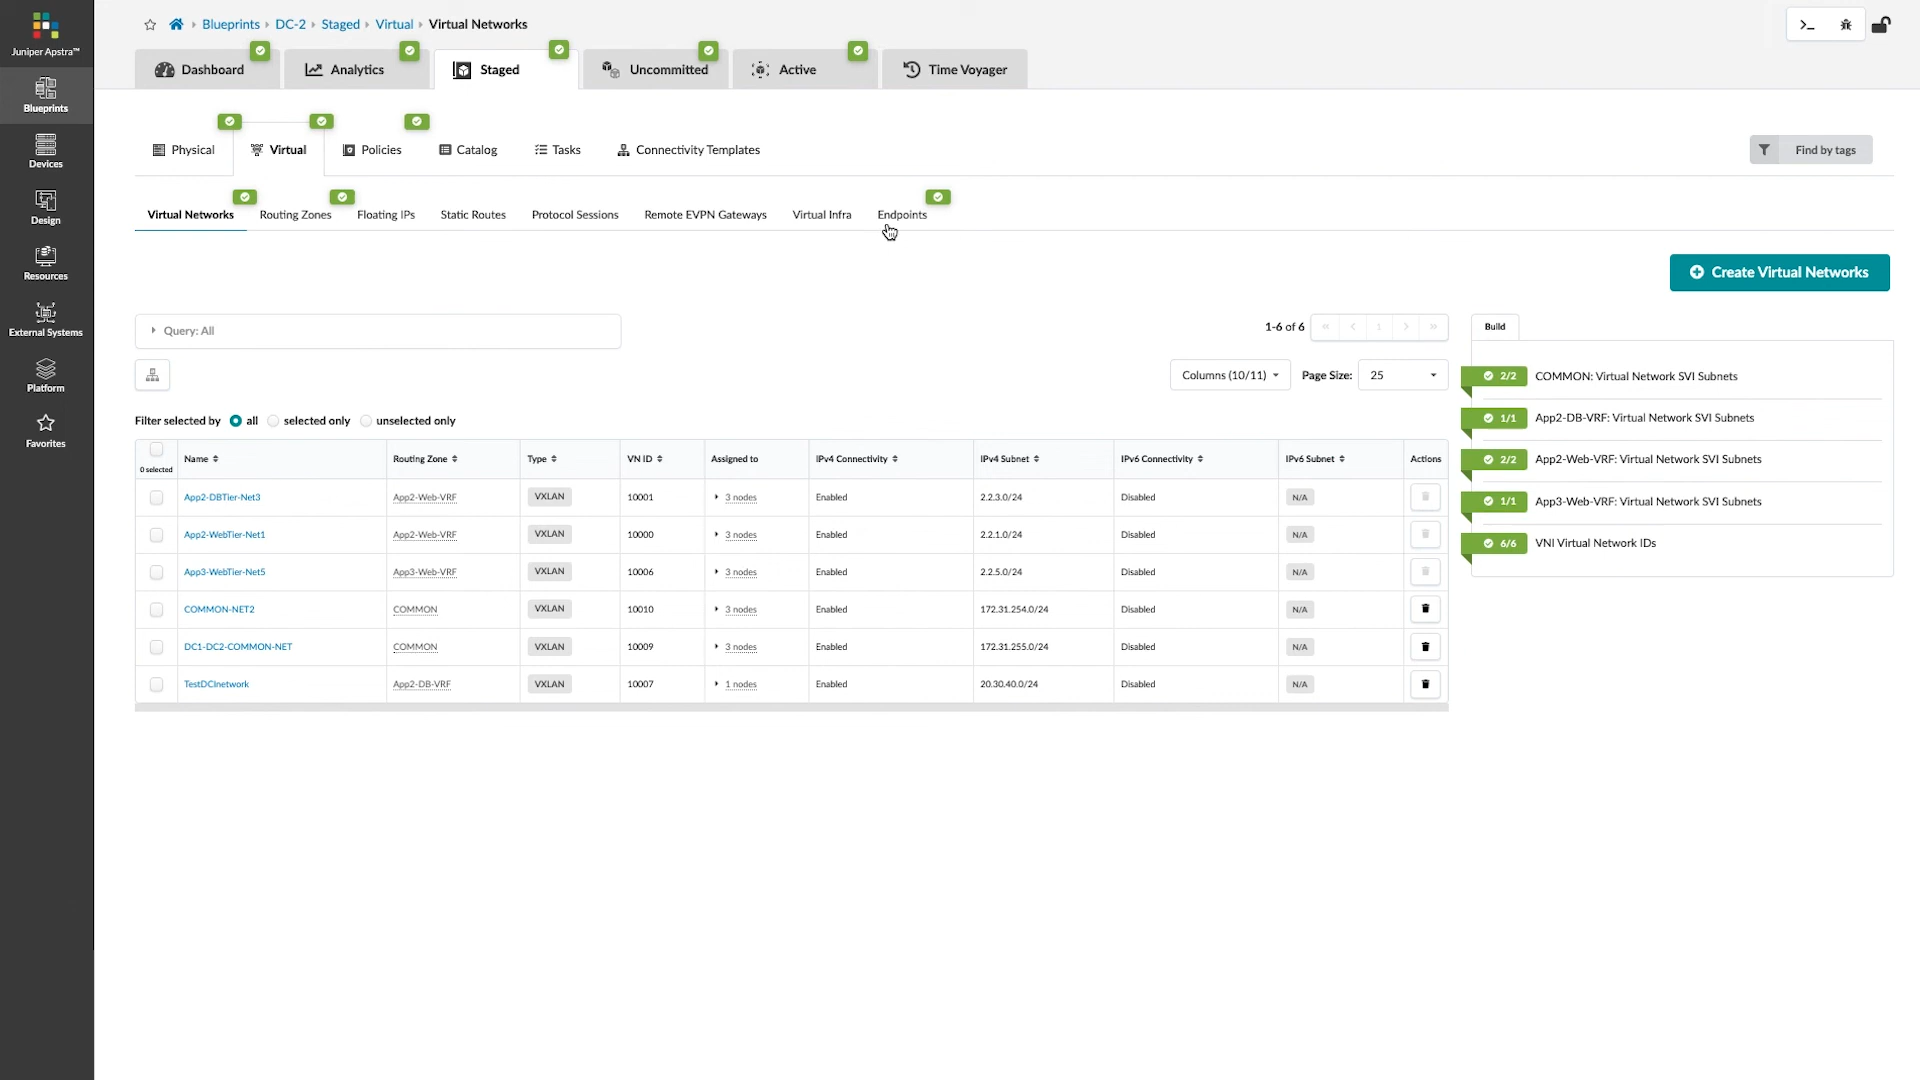 Juniper Apstra™
Blueprints
Devices
Design
Resources
External Systems
Platform
Favorites
Blueprints DC-2 Staged Virtual Virtual Networks
Dashboard Analytics Staged Uncommitted Active Time Voyager
Physical Virtual Policies Catalog Tasks Connectivity Templates Find by tags
Virtual Networks Routing Zones Floating IPs Static Routes Protocol Sessions Remote EVPN Gateways Virtual Infra Endpoints
Create Virtual Networks
Query: All
1-6 of 6 « < 1 > »
Columns (10/11) Page Size: 25
Filter selected by all selected only unselected only
0 selected Name Routing Zone Type VN ID Assigned to IPv4 Connectivity IPv4 Subnet IPv6 Connectivity IPv6 Subnet Actions
App2-DBTier-Net3 App2-Web-VRF VXLAN 10001 3 nodes Enabled 2.2.3.0/24 Disabled N/A
App2-WebTier-Net1 App2-Web-VRF VXLAN 10000 3 nodes Enabled 2.2.1.0/24 Disabled N/A
App3-WebTier-Net5 App3-Web-VRF VXLAN 10006 3 nodes Enabled 2.2.5.0/24 Disabled N/A
COMMON-NET2 COMMON VXLAN 10010 3 nodes Enabled 172.31.254.0/24 Disabled N/A
DC1-DC2-COMMON-NET COMMON VXLAN 10009 3 nodes Enabled 172.31.255.0/24 Disabled N/A
TestDCInetwork App2-DB-VRF VXLAN 10007 1 nodes Enabled 20.30.40.0/24 Disabled N/A
Build
2/2 COMMON: Virtual Network SVI Subnets
1/1 App2-DB-VRF: Virtual Network SVI Subnets
2/2 App2-Web-VRF: Virtual Network SVI Subnets
1/1 App3-Web-VRF: Virtual Network SVI Subnets
6/6 VNI Virtual Network IDs